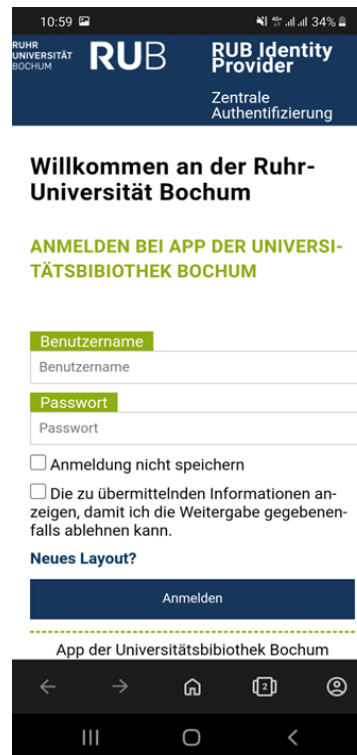 10:59
34%
RUHR
UNIVERSITÄT
BOCHUM
RUB
RUB Identity
Provider
Zentrale
Authentifizierung
Willkommen an der Ruhr-
Universität Bochum
ANMELDEN BEI APP DER UNIVERSI-
TÄTSBIBIOTHEK BOCHUM
Benutzername
Benutzername
Passwort
Passwort
Anmeldung nicht speichern
Die zu übermittelnden Informationen an-
zeigen, damit ich die Weitergabe gegebenen-
falls ablehnen kann.
Neues Layout?
Anmelden
App der Universitätsbibiothek Bochum
2